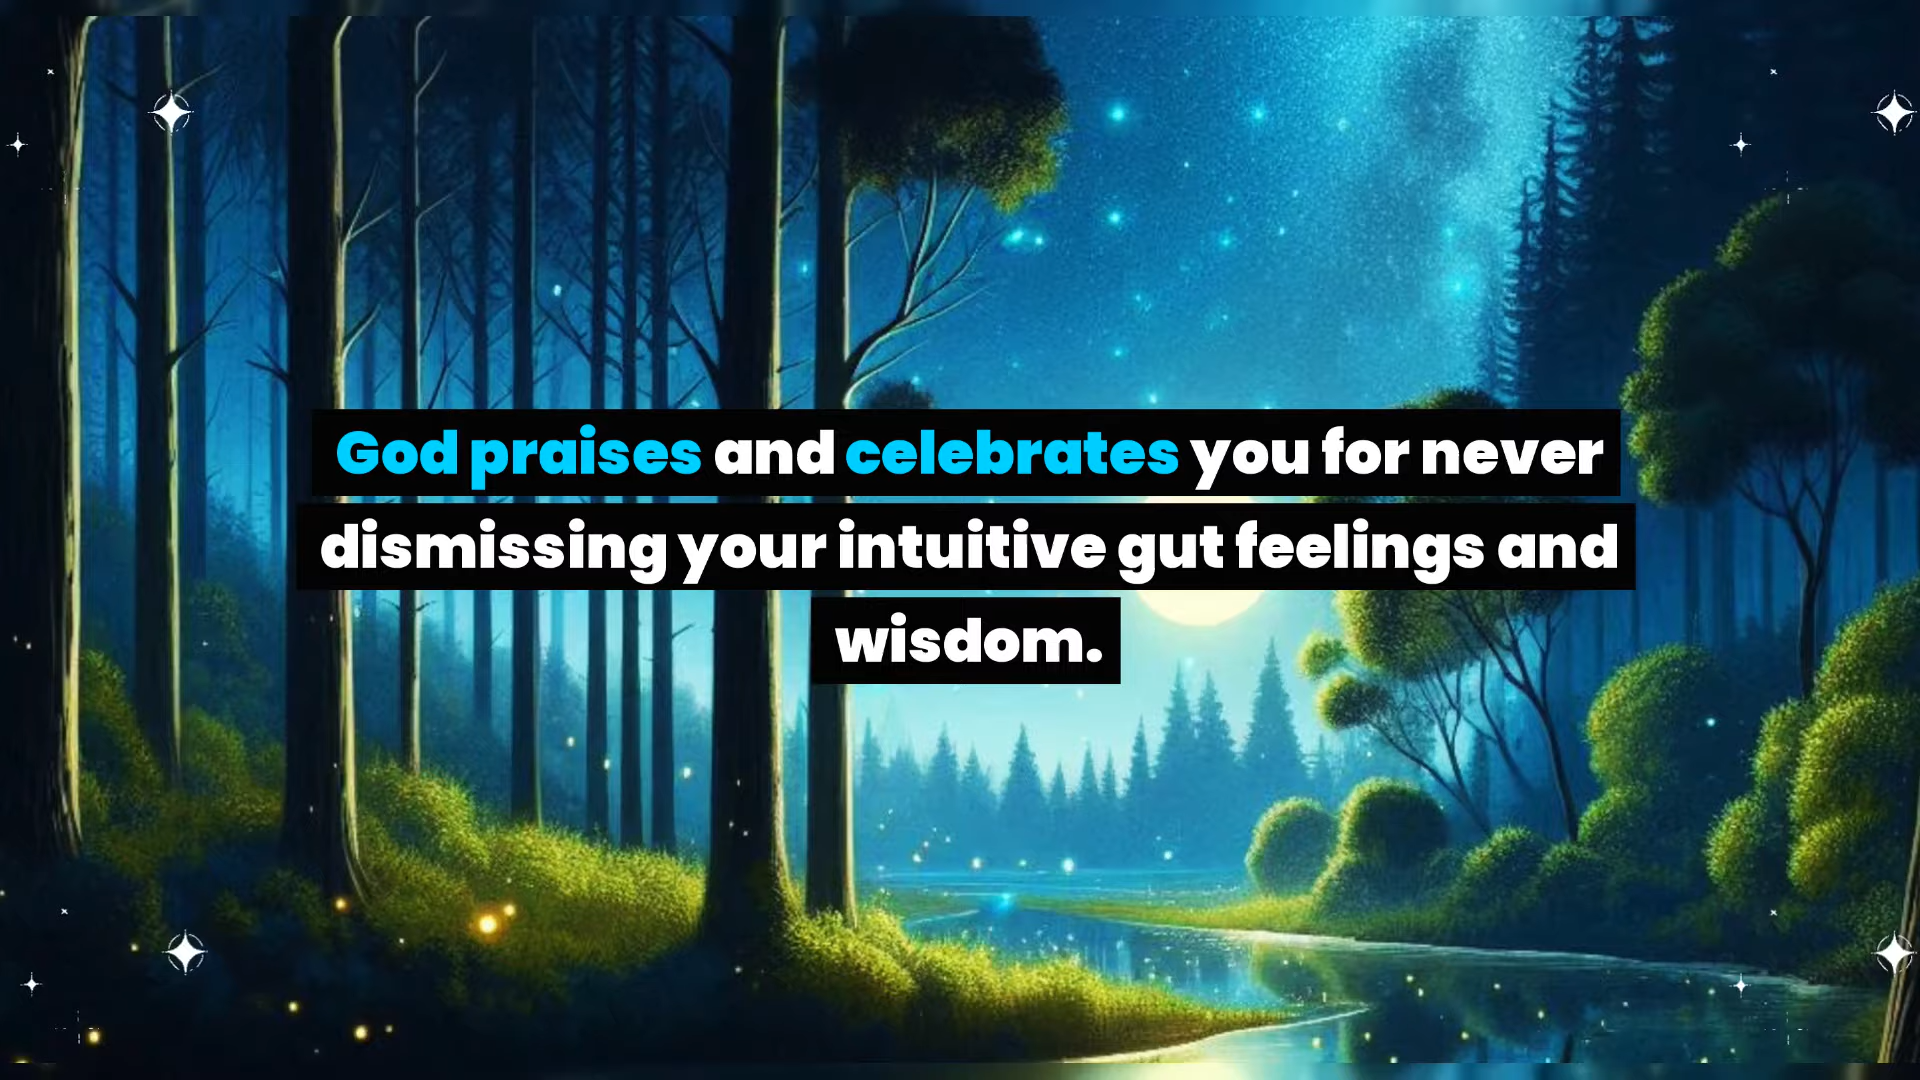 God praises and celebrates you for never
dismissing your intuitive gut feelings and
wisdom.